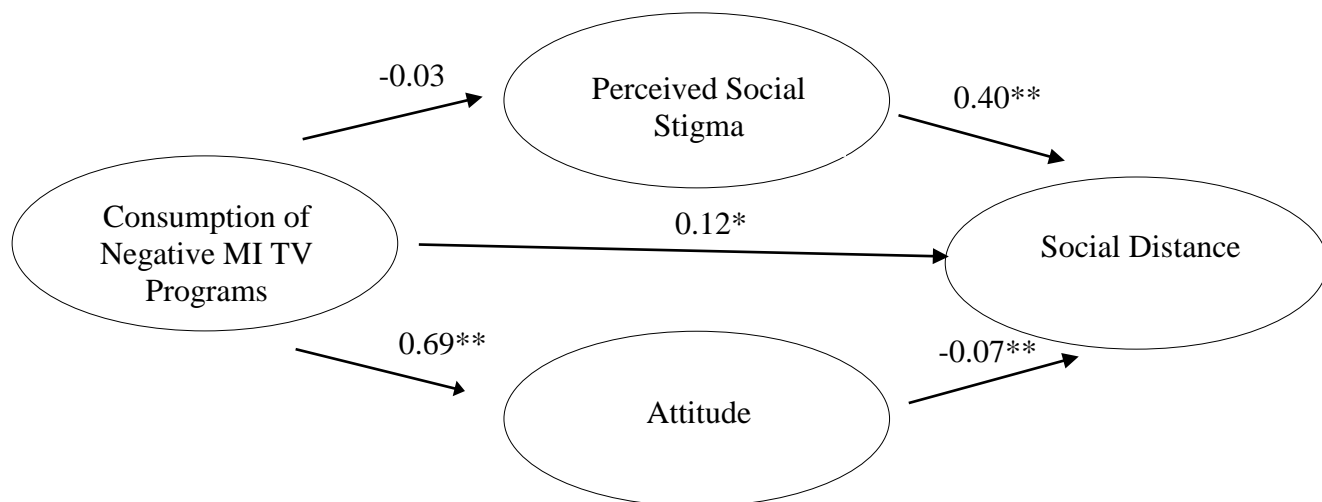 -0.03
Perceived Social
Stigma
0.40**
Consumption of
Negative MI TV
Programs
0.12*
Social Distance
0.69**
Attitude
-0.07**